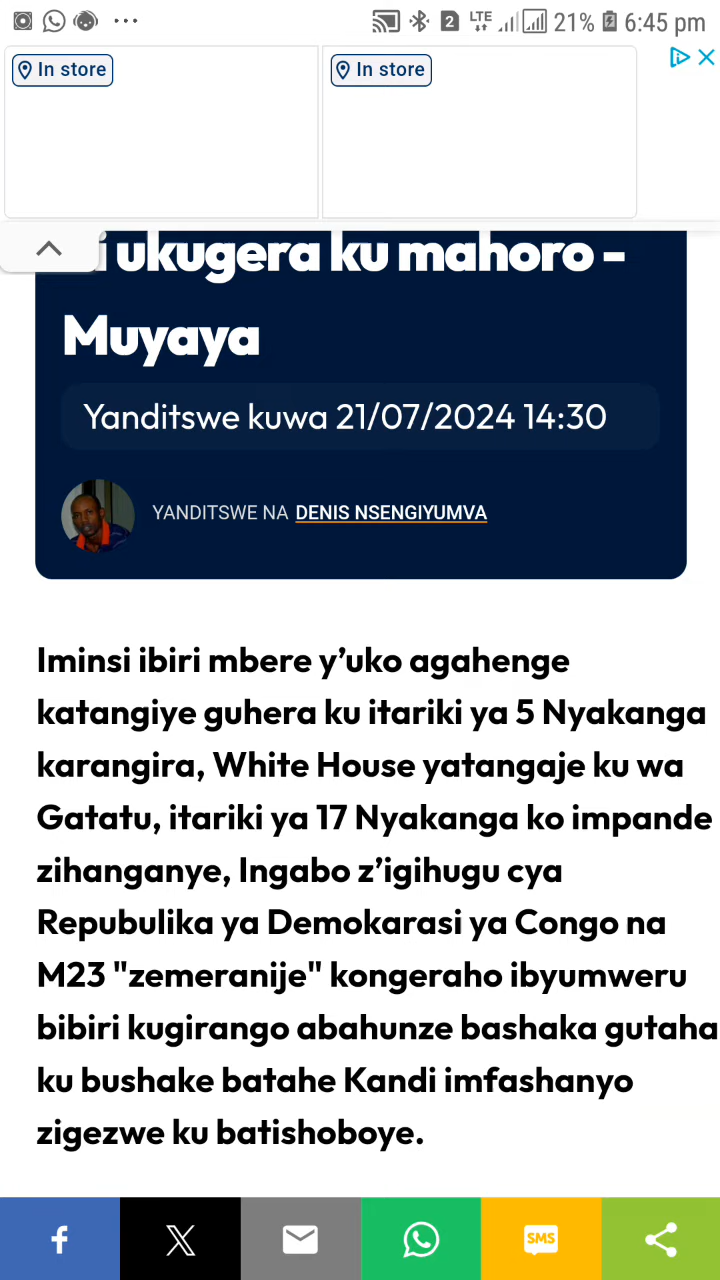 2 LTE 21% 6:45 pm
In store In store
i ukugera ku mahoro -
Muyaya
Yanditswe kuwa 21/07/2024 14:30
YANDITSWE NA DENIS NSENGIYUMVA
Iminsi ibiri mbere y’uko agahenge
katangiye guhera ku itariki ya 5 Nyakanga
karangira, White House yatangaje ku wa
Gatatu, itariki ya 17 Nyakanga ko impande
zihanganye, Ingabo z’igihugu cya
Repubulika ya Demokarasi ya Congo na
M23 "zemeranije" kongeraho ibyumweru
bibiri kugirango abahunze bashaka gutaha
ku bushake batahe Kandi imfashanyo
zigezwe ku batishoboye.
SMS